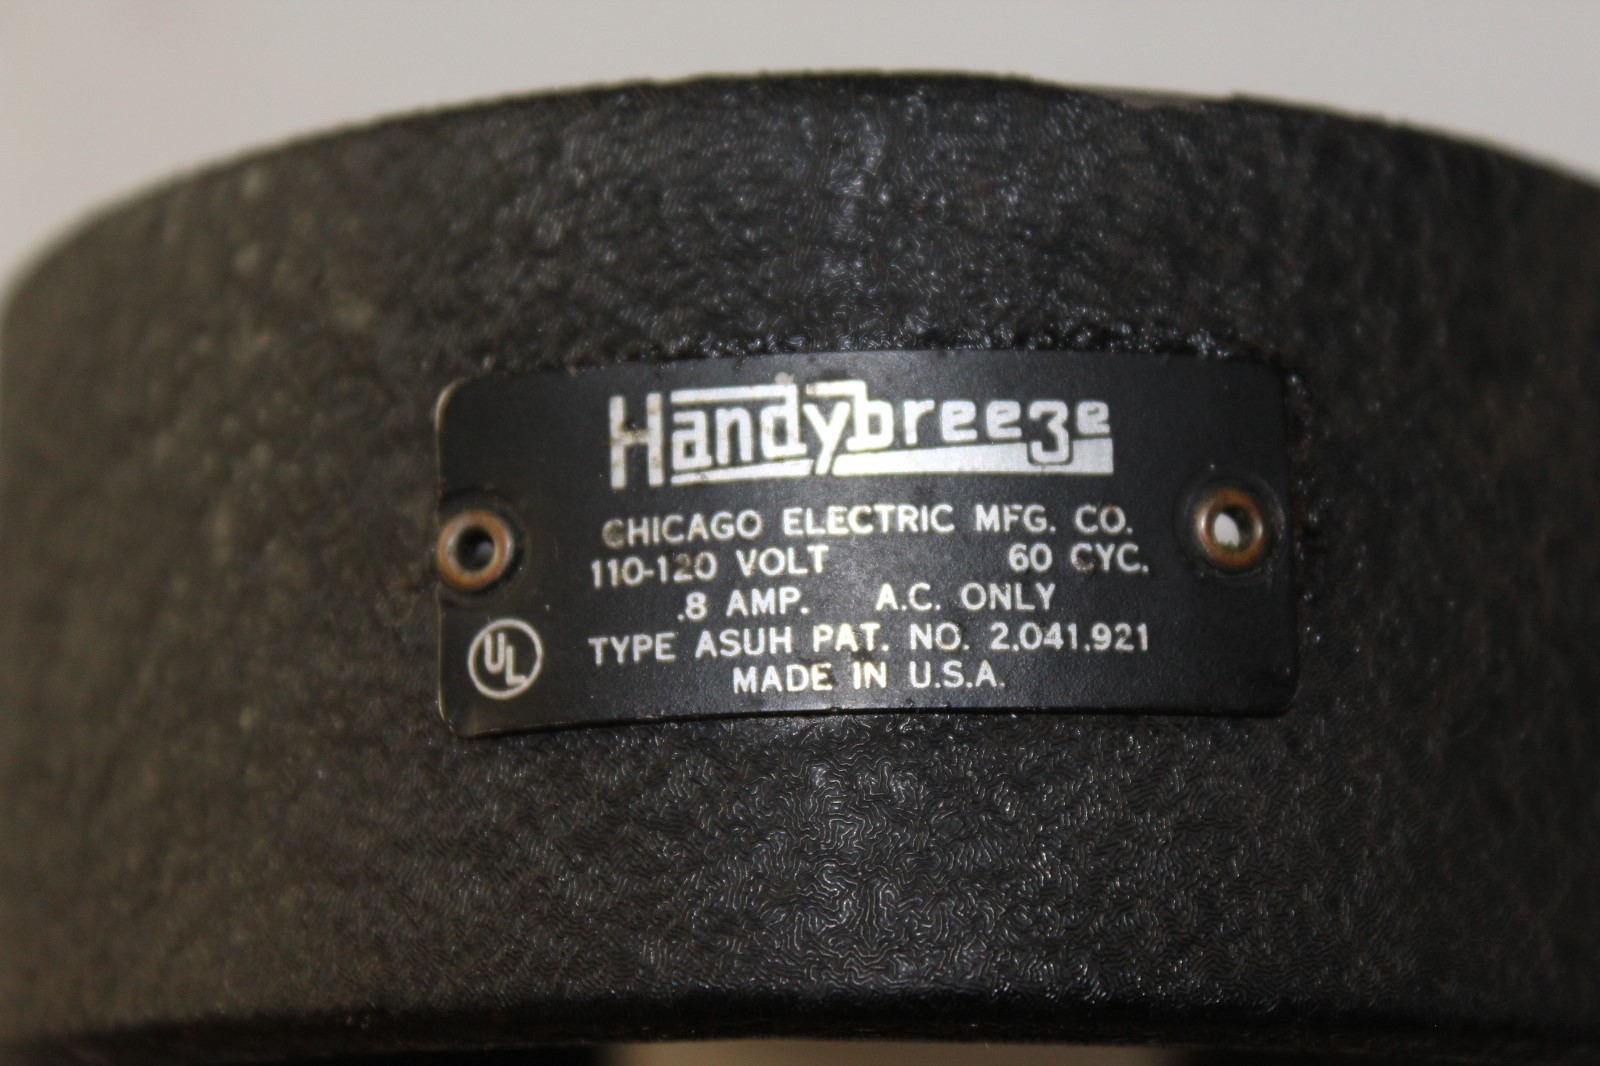 Handybreeze
CHICAGO ELECTRIC MFG. CO.
110-120 VOLT 60 CYC.
.8 AMP. A.C. ONLY
UL TYPE ASUH PAT. NO. 2.041.921
MADE IN U.S.A.